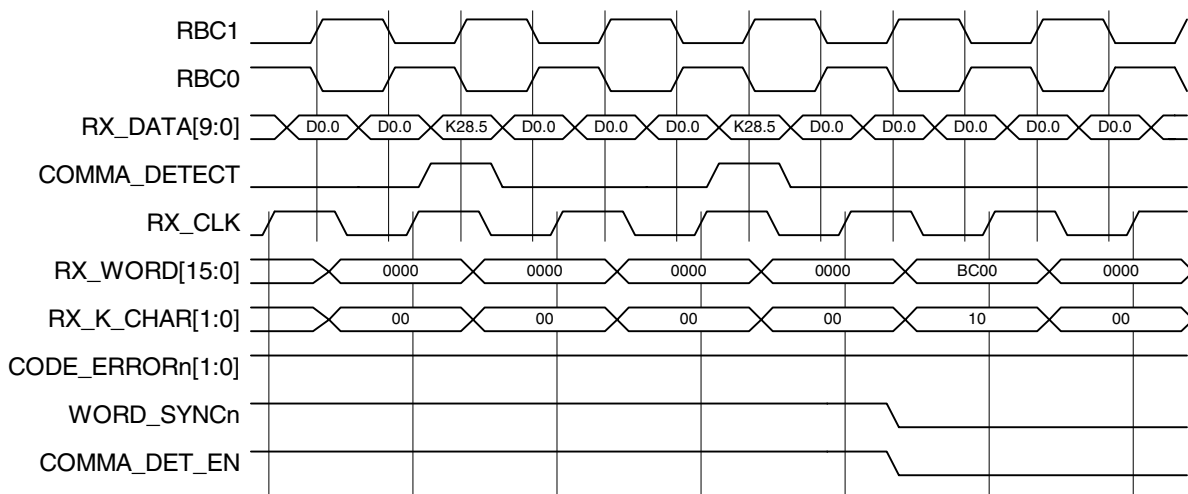 RBC1
RBC0
RX_DATA[9:0] D0.0 D0.0 K28.5 D0.0 D0.0 D0.0 K28.5 D0.0 D0.0 D0.0 D0.0 D0.0
COMMA_DETECT
RX_CLK
RX_WORD[15:0] 0000 0000 0000 0000 BC00 0000
RX_K_CHAR[1:0] 00 00 00 00 10 00
CODE_ERRORn[1:0]
WORD_SYNCn
COMMA_DET_EN